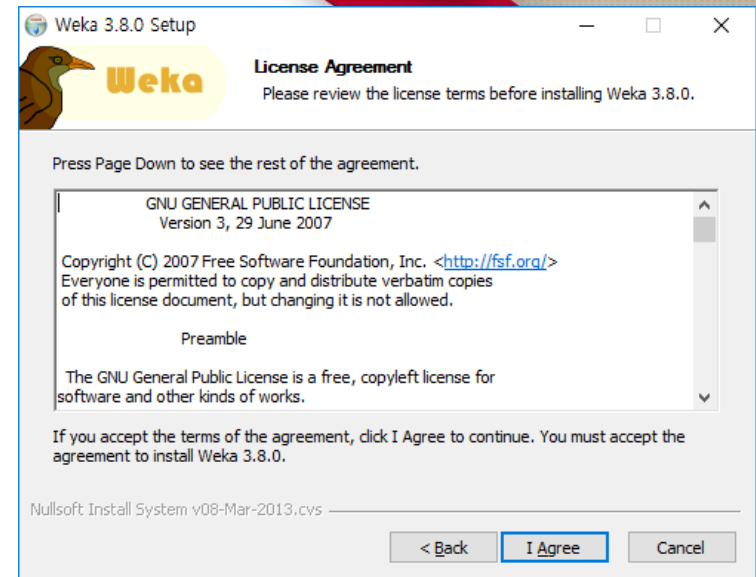 Weka 3.8.0 Setup
Weka
License Agreement
Please review the license terms before installing Weka 3.8.0.
Press Page Down to see the rest of the agreement.
GNU GENERAL PUBLIC LICENSE
Version 3, 29 June 2007
Copyright (C) 2007 Free Software Foundation, Inc. <http://fsf.org/>
Everyone is permitted to copy and distribute verbatim copies
of this license document, but changing it is not allowed.
Preamble
The GNU General Public License is a free, copyleft license for
software and other kinds of works.
If you accept the terms of the agreement, click I Agree to continue. You must accept the
agreement to install Weka 3.8.0.
Nullsoft Install System v08-Mar-2013.cvs
< Back I Agree Cancel